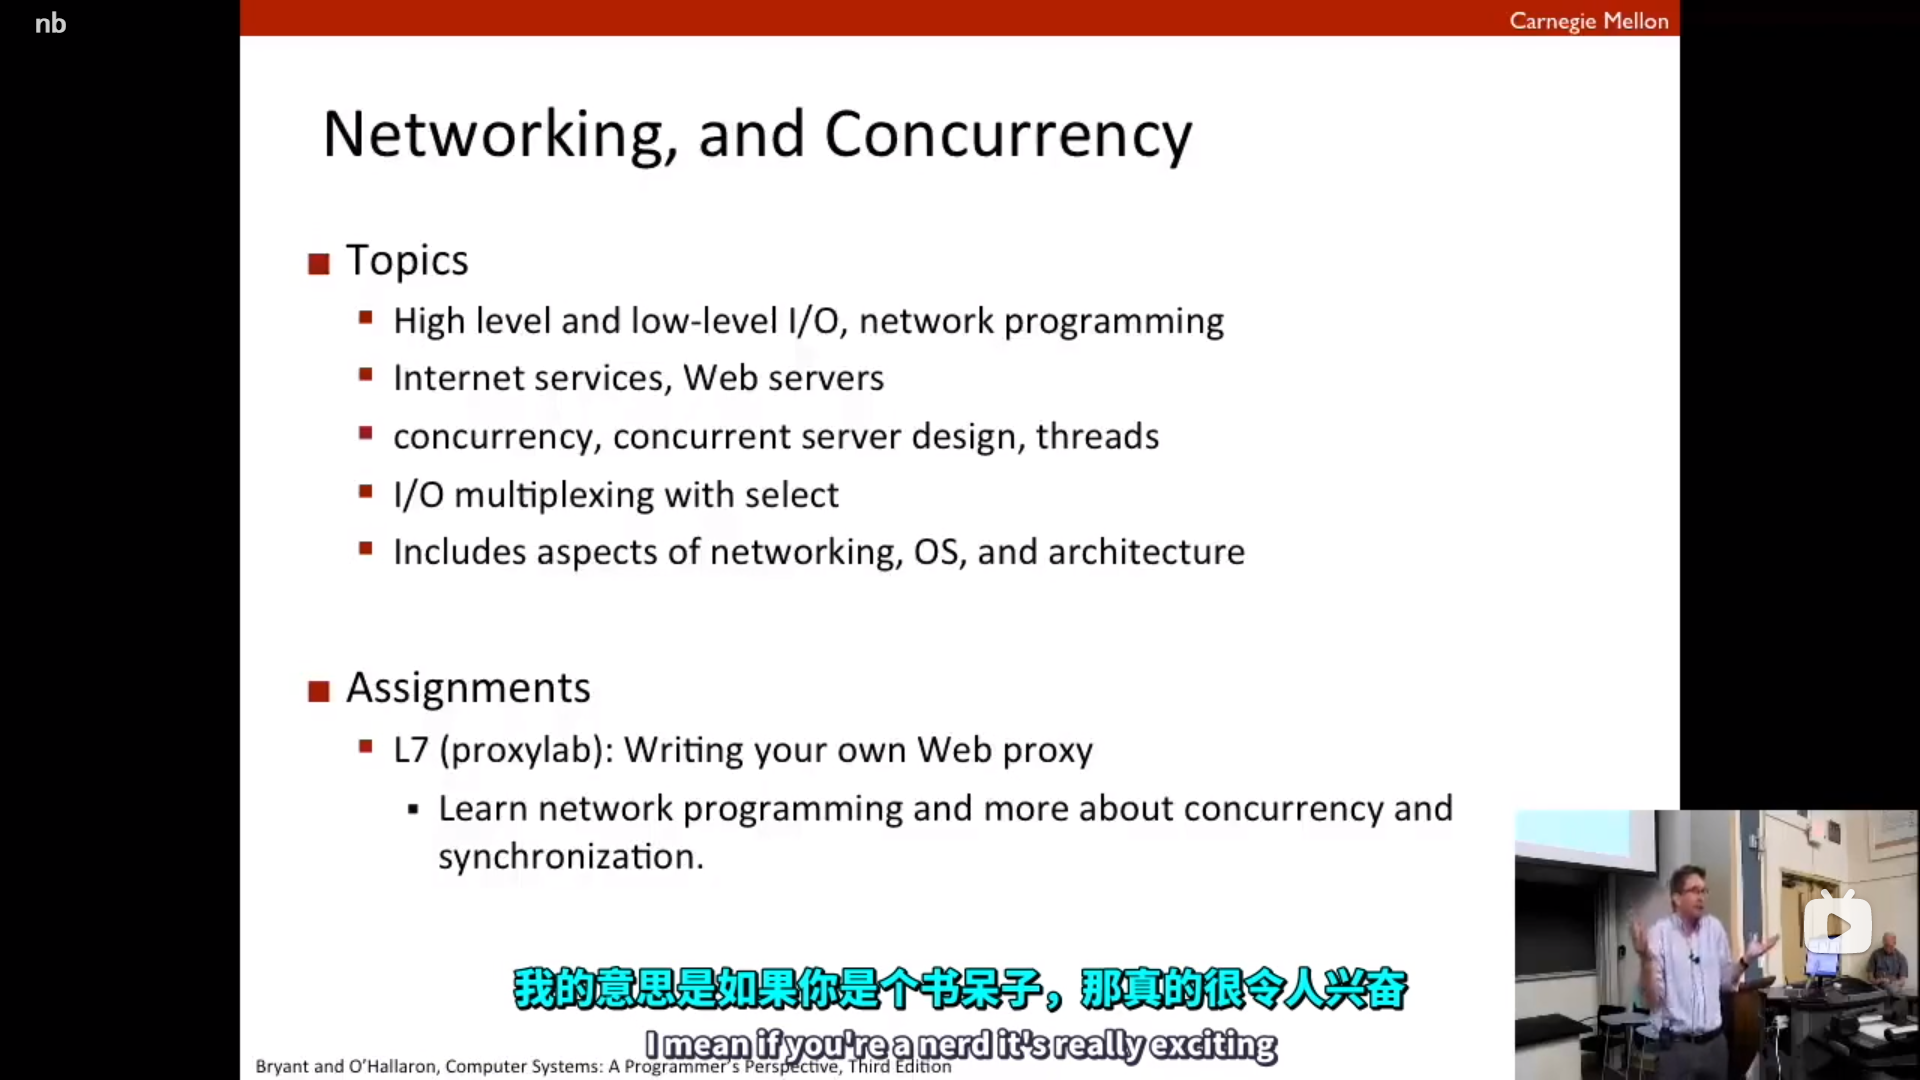 nb
Carnegie Mellon
Networking, and Concurrency
Topics
High level and low-level I/O, network programming
Internet services, Web servers
concurrency, concurrent server design, threads
I/O multiplexing with select
Includes aspects of networking, OS, and architecture
Assignments
L7 (proxylab): Writing your own Web proxy
Learn network programming and more about concurrency and
synchronization.
我的意思是如果你是个书呆子，那真的很令人兴奋
I mean if you're a nerd it's really exciting
Bryant and O'Hallaron, Computer Systems: A Programmer's Perspective, Third Edition